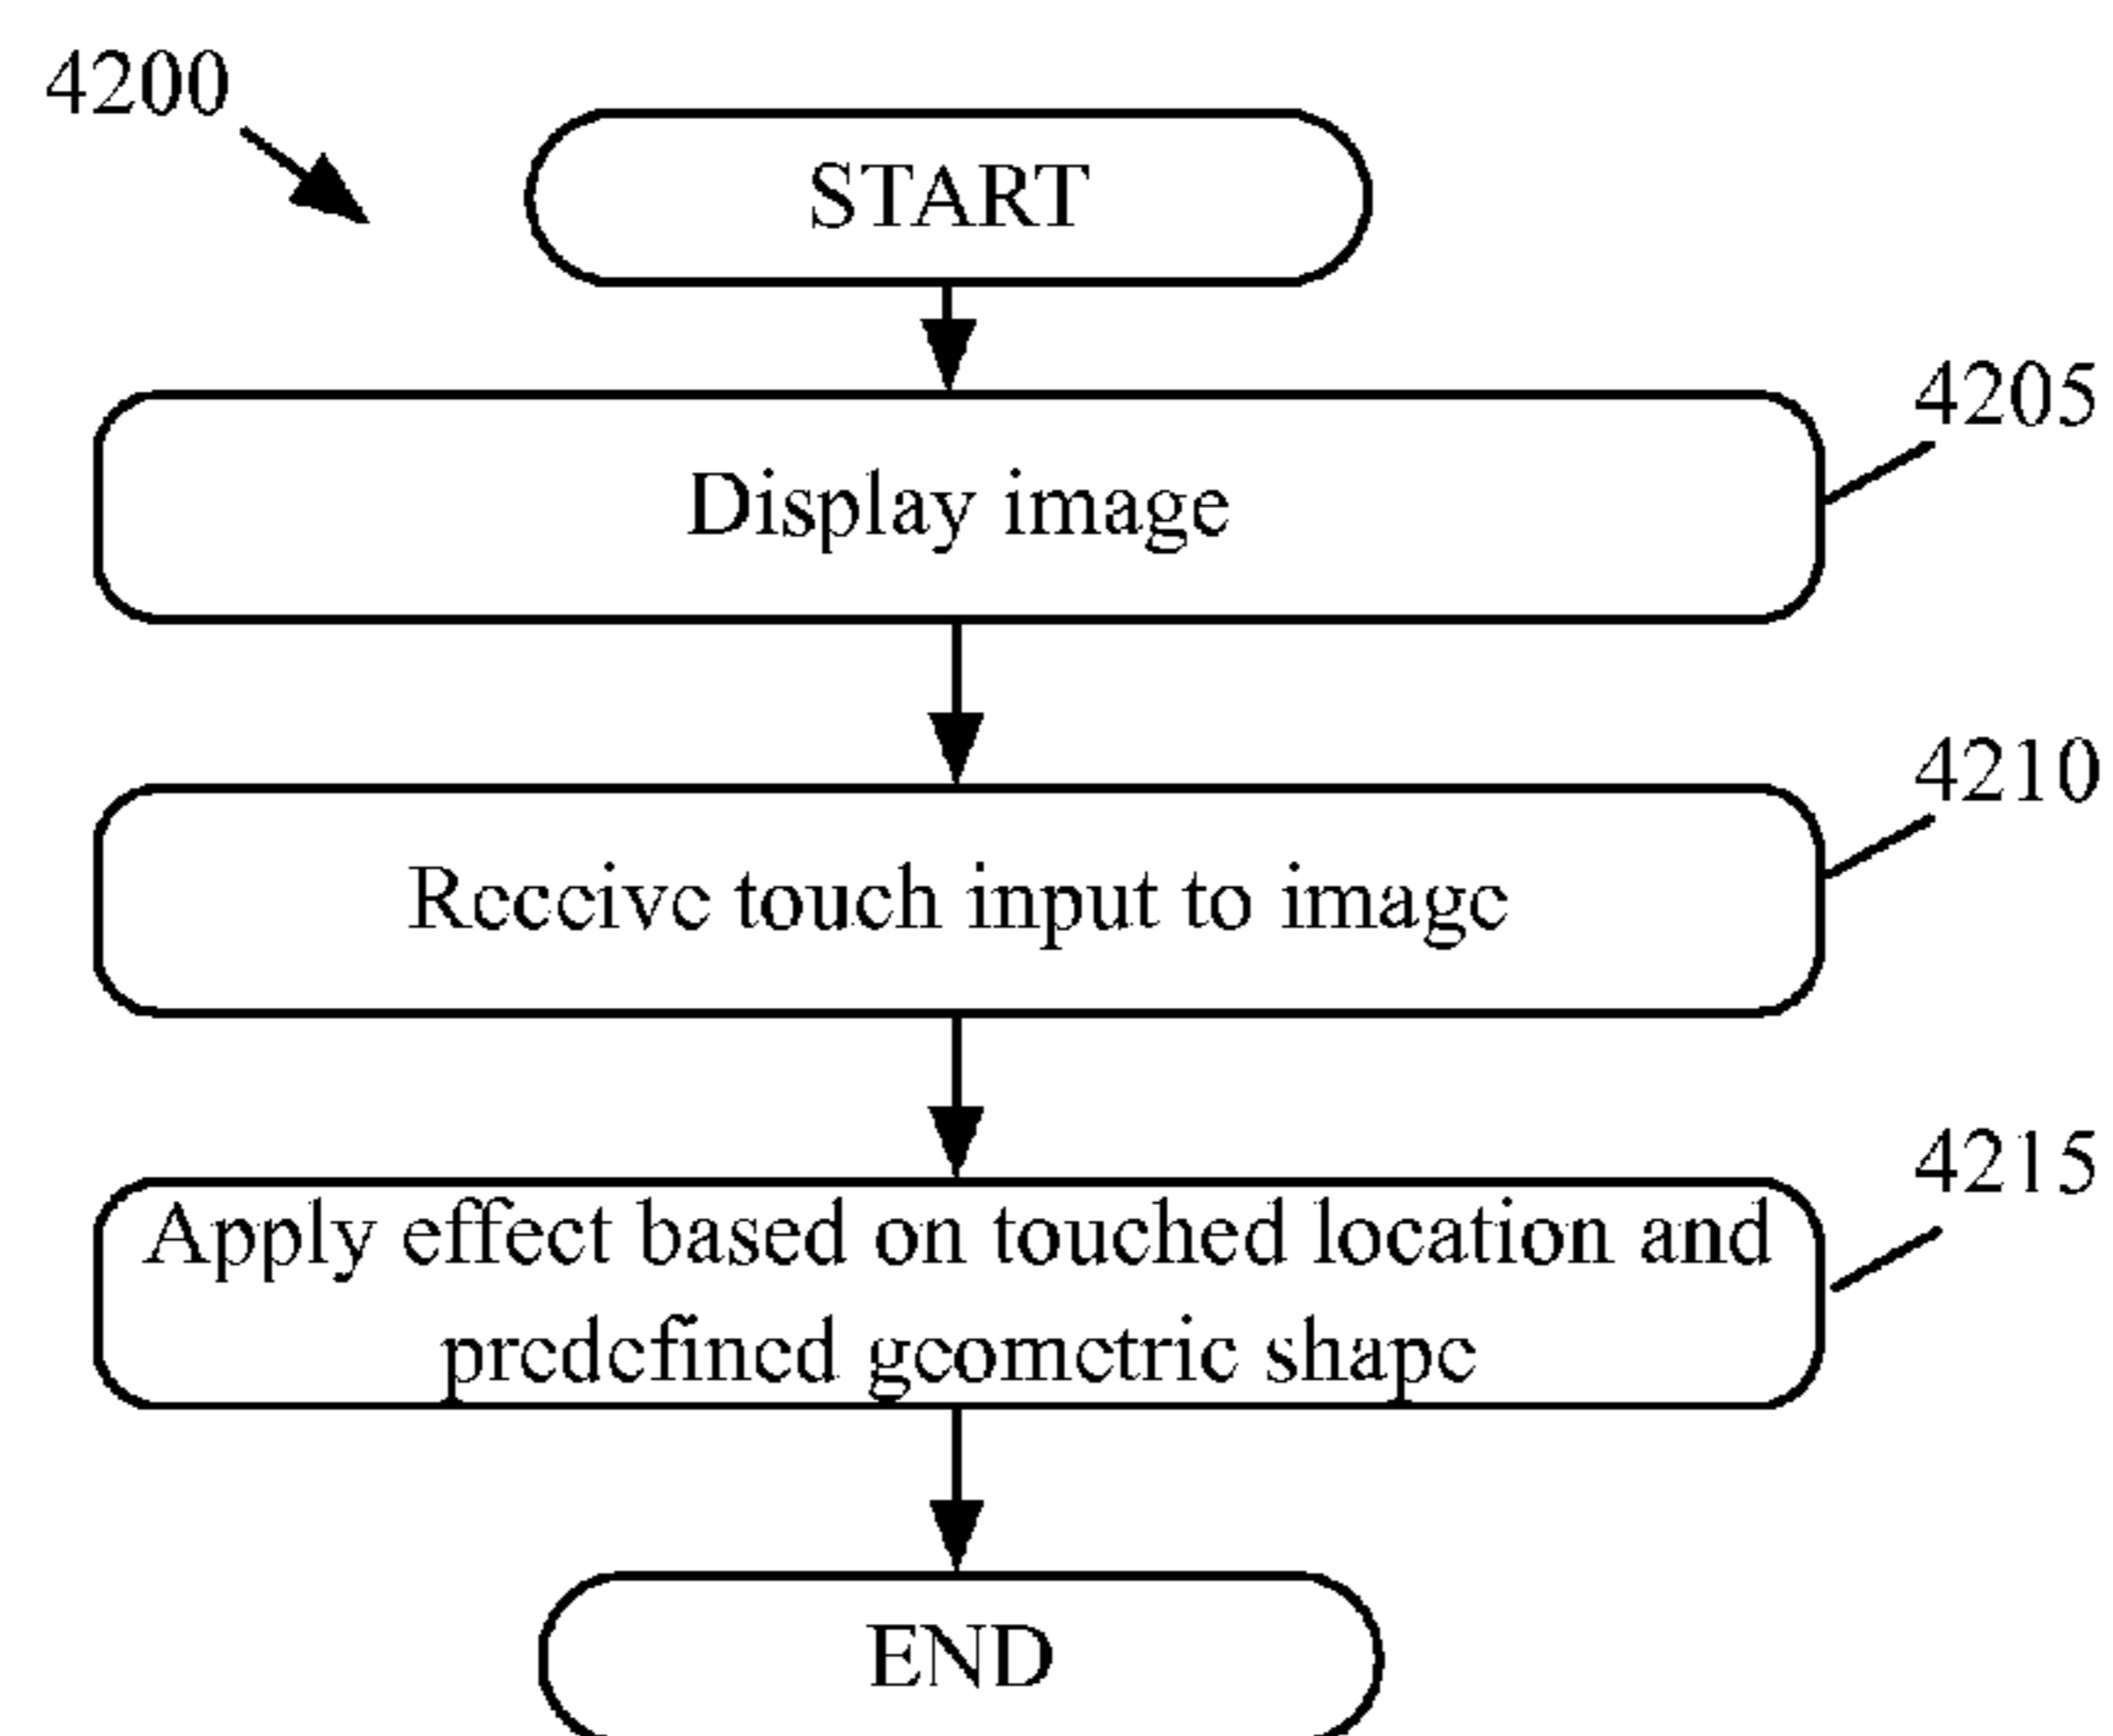 4200
START
4205
Display image
4210
Receive touch input to image
4215
Apply effect based on touched location and
predefined geometric shape
END